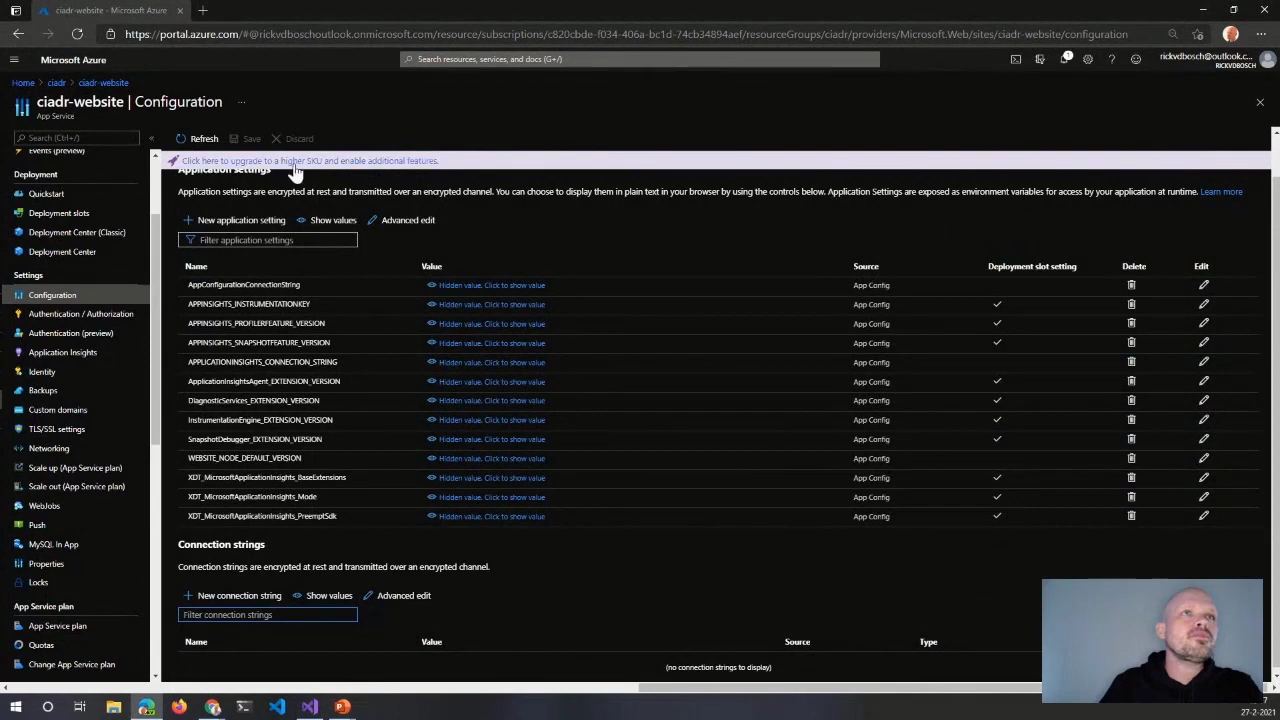 ciadr-website - Microsoft Azure
https://portal.azure.com/#@rickvdboschoutlook.onmicrosoft.com/resource/subscriptions/c820cbde-f034-406a-bc1d-74cb34894aef/resourceGroups/ciadr/providers/Microsoft.Web/sites/ciadr-website/configuration
Microsoft Azure
Search resources, services, and docs (G+/)
1
rickvdbosch@outlook.c...
RICKVDBOSCH
Home > ciadr > ciadr-website
ciadr-website | Configuration ...
App Service
Search (Ctrl+/)
«
Refresh
Save
Discard
Click here to upgrade to a higher SKU and enable additional features.
Events (preview)
Deployment
Quickstart
Deployment slots
Deployment Center (Classic)
Deployment Center
Settings
Configuration
Authentication / Authorization
Authentication (preview)
Application Insights
Identity
Backups
Custom domains
TLS/SSL settings
Networking
Scale up (App Service plan)
Scale out (App Service plan)
WebJobs
Push
MySQL In App
Properties
Locks
App Service plan
App Service plan
Quotas
Change App Service plan
Application settings
Application settings are encrypted at rest and transmitted over an encrypted channel. You can choose to display them in plain text in your browser by using the controls below. Application Settings are exposed as environment variables for access by your application at runtime. Learn more
New application setting
Show values
Advanced edit
Filter application settings
Name Value Source Deployment slot setting Delete Edit
AppConfigurationConnectionString Hidden value. Click to show value App Config
APPINSIGHTS_INSTRUMENTATIONKEY Hidden value. Click to show value App Config
APPINSIGHTS_PROFILERFEATURE_VERSION Hidden value. Click to show value App Config
APPINSIGHTS_SNAPSHOTFEATURE_VERSION Hidden value. Click to show value App Config
APPLICATIONINSIGHTS_CONNECTION_STRING Hidden value. Click to show value App Config
ApplicationInsightsAgent_EXTENSION_VERSION Hidden value. Click to show value App Config
DiagnosticServices_EXTENSION_VERSION Hidden value. Click to show value App Config
InstrumentationEngine_EXTENSION_VERSION Hidden value. Click to show value App Config
SnapshotDebugger_EXTENSION_VERSION Hidden value. Click to show value App Config
WEBSITE_NODE_DEFAULT_VERSION Hidden value. Click to show value App Config
XDT_MicrosoftApplicationInsights_BaseExtensions Hidden value. Click to show value App Config
XDT_MicrosoftApplicationInsights_Mode Hidden value. Click to show value App Config
XDT_MicrosoftApplicationInsights_PreemptSdk Hidden value. Click to show value App Config
Connection strings
Connection strings are encrypted at rest and transmitted over an encrypted channel.
New connection string
Show values
Advanced edit
Filter connection strings
Name Value Source Type
(no connection strings to display)
27-2-2021